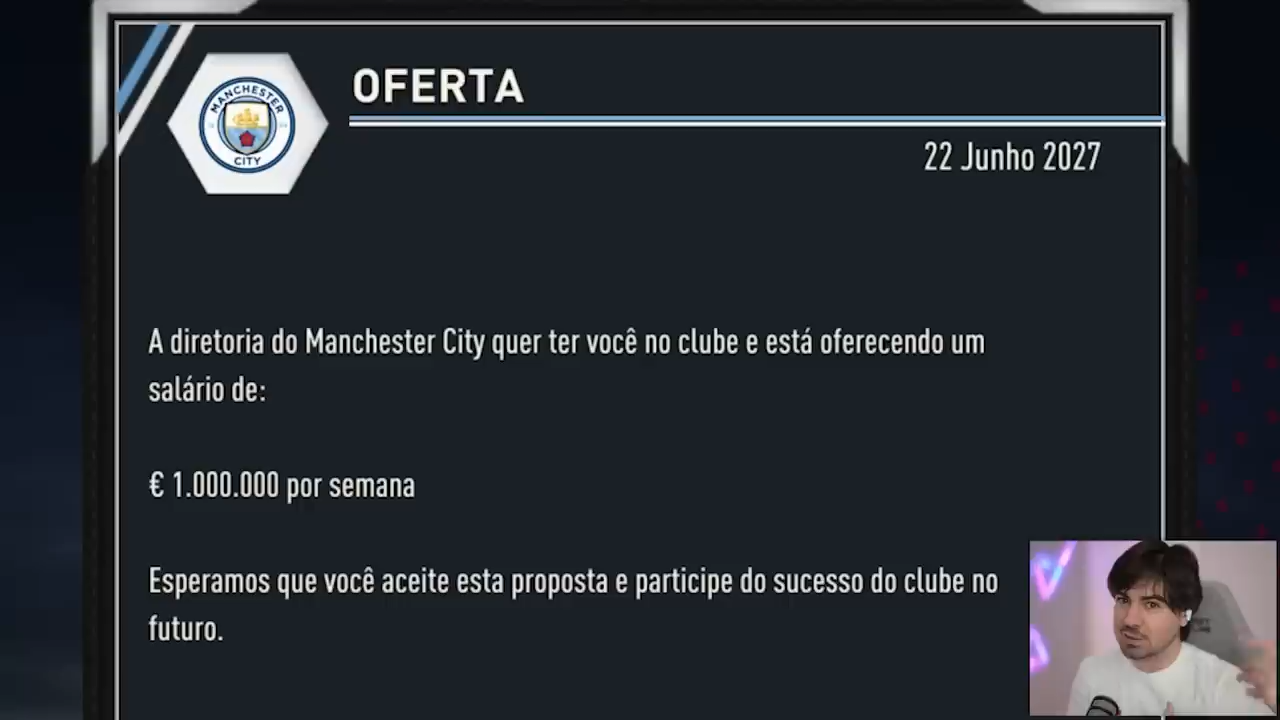 MANCHESTER
CITY
OFERTA
22 Junho 2027
A diretoria do Manchester City quer ter você no clube e está oferecendo um
salário de:
€ 1.000.000 por semana
Esperamos que você aceite esta proposta e participe do sucesso do clube no
futuro.